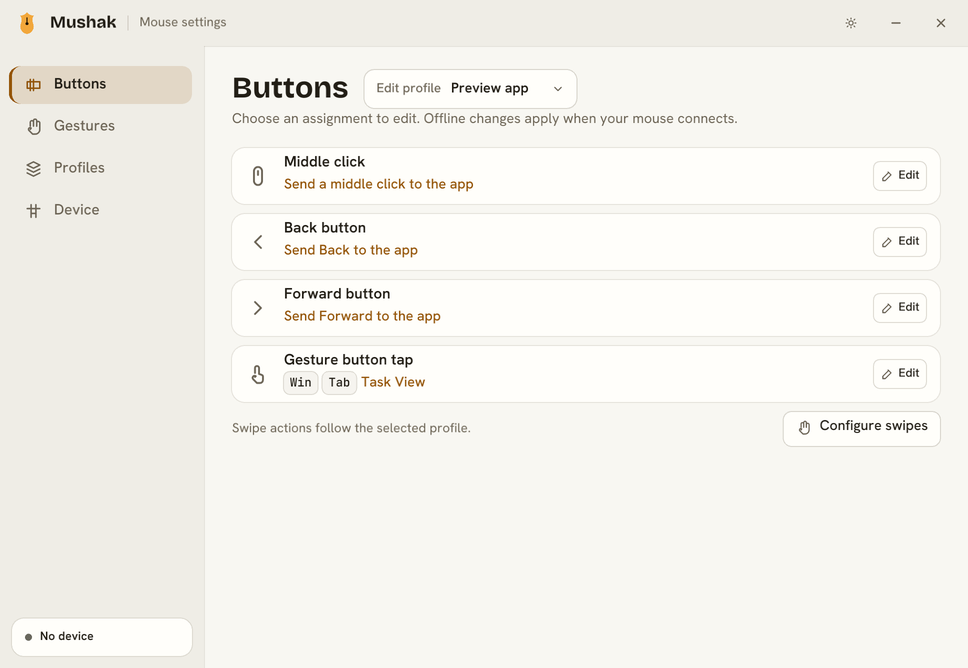 Mushak
Mouse settings
Buttons
Gestures
Profiles
Device
No device
Buttons
Edit profile Preview app
Choose an assignment to edit. Offline changes apply when your mouse connects.
Middle click
Send a middle click to the app
Edit
Back button
Send Back to the app
Edit
Forward button
Send Forward to the app
Edit
Gesture button tap
Win Tab Task View
Edit
Swipe actions follow the selected profile.
Configure swipes